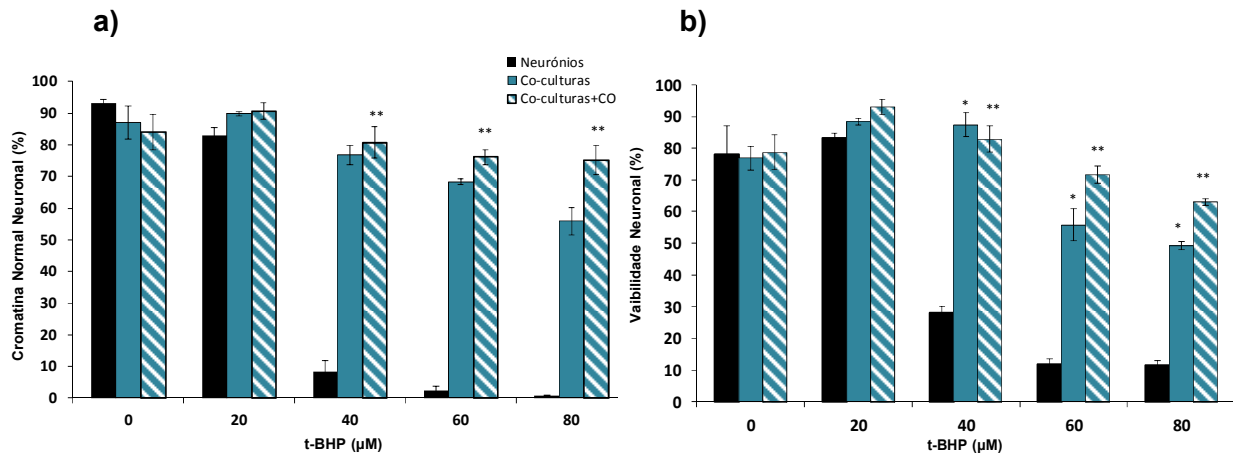 a)
Neurónios
Co-culturas
Co-culturas+CO
Cromatina Normal Neuronal (%)
100
90
80
70
60
50
40
30
20
10
0
** ** **
0 20 40 60 80
t-BHP (µM)
b)
Vaibilidade Neuronal (%)
100
90
80
70
60
50
40
30
20
10
0
* ** * ** * **
0 20 40 60 80
t-BHP (µM)